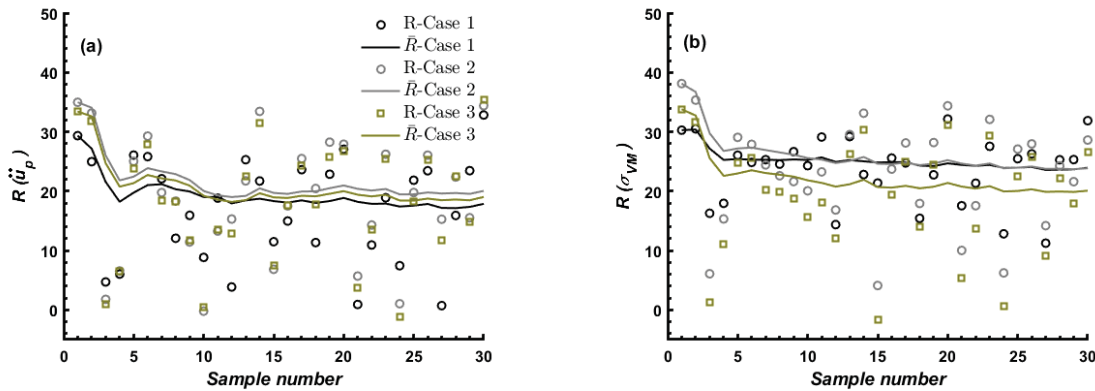 50
40
30
20
10
0
R (ü_p)
(a)
R-Case 1
R̄-Case 1
R-Case 2
R̄-Case 2
R-Case 3
R̄-Case 3
0 5 10 15 20 25 30
Sample number
50
40
30
20
10
0
R (σ_VM)
(b)
0 5 10 15 20 25 30
Sample number